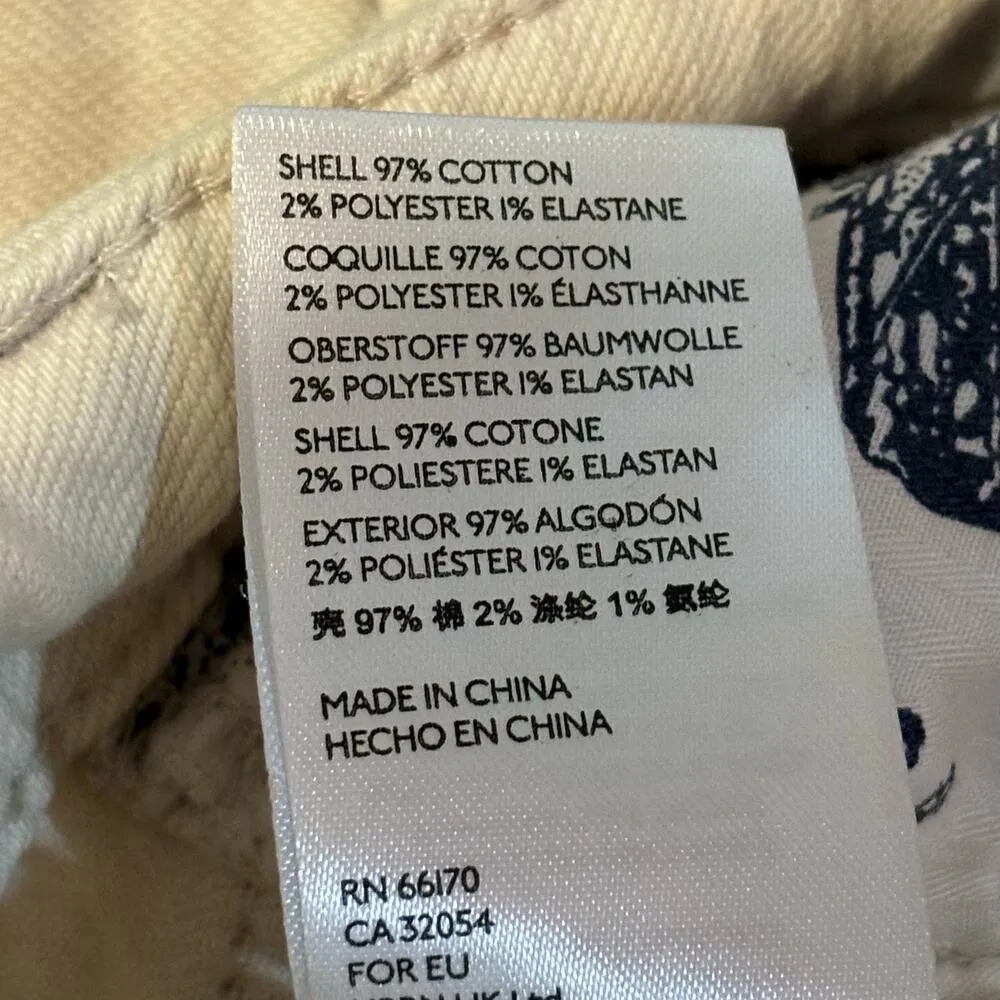 SHELL 97% COTTON
2% POLYESTER 1% ELASTANE
COQUILLE 97% COTON
2% POLYESTER 1% ÉLASTHANNE
OBERSTOFF 97% BAUMWOLLE
2% POLYESTER 1% ELASTAN
SHELL 97% COTONE
2% POLIESTERE 1% ELASTAN
EXTERIOR 97% ALGODÓN
2% POLIÉSTER 1% ELASTANE
97% 棉 2% 涤纶 1% 氨纶
MADE IN CHINA
HECHO EN CHINA
RN 66170
CA 32054
FOR EU
UK Ltd